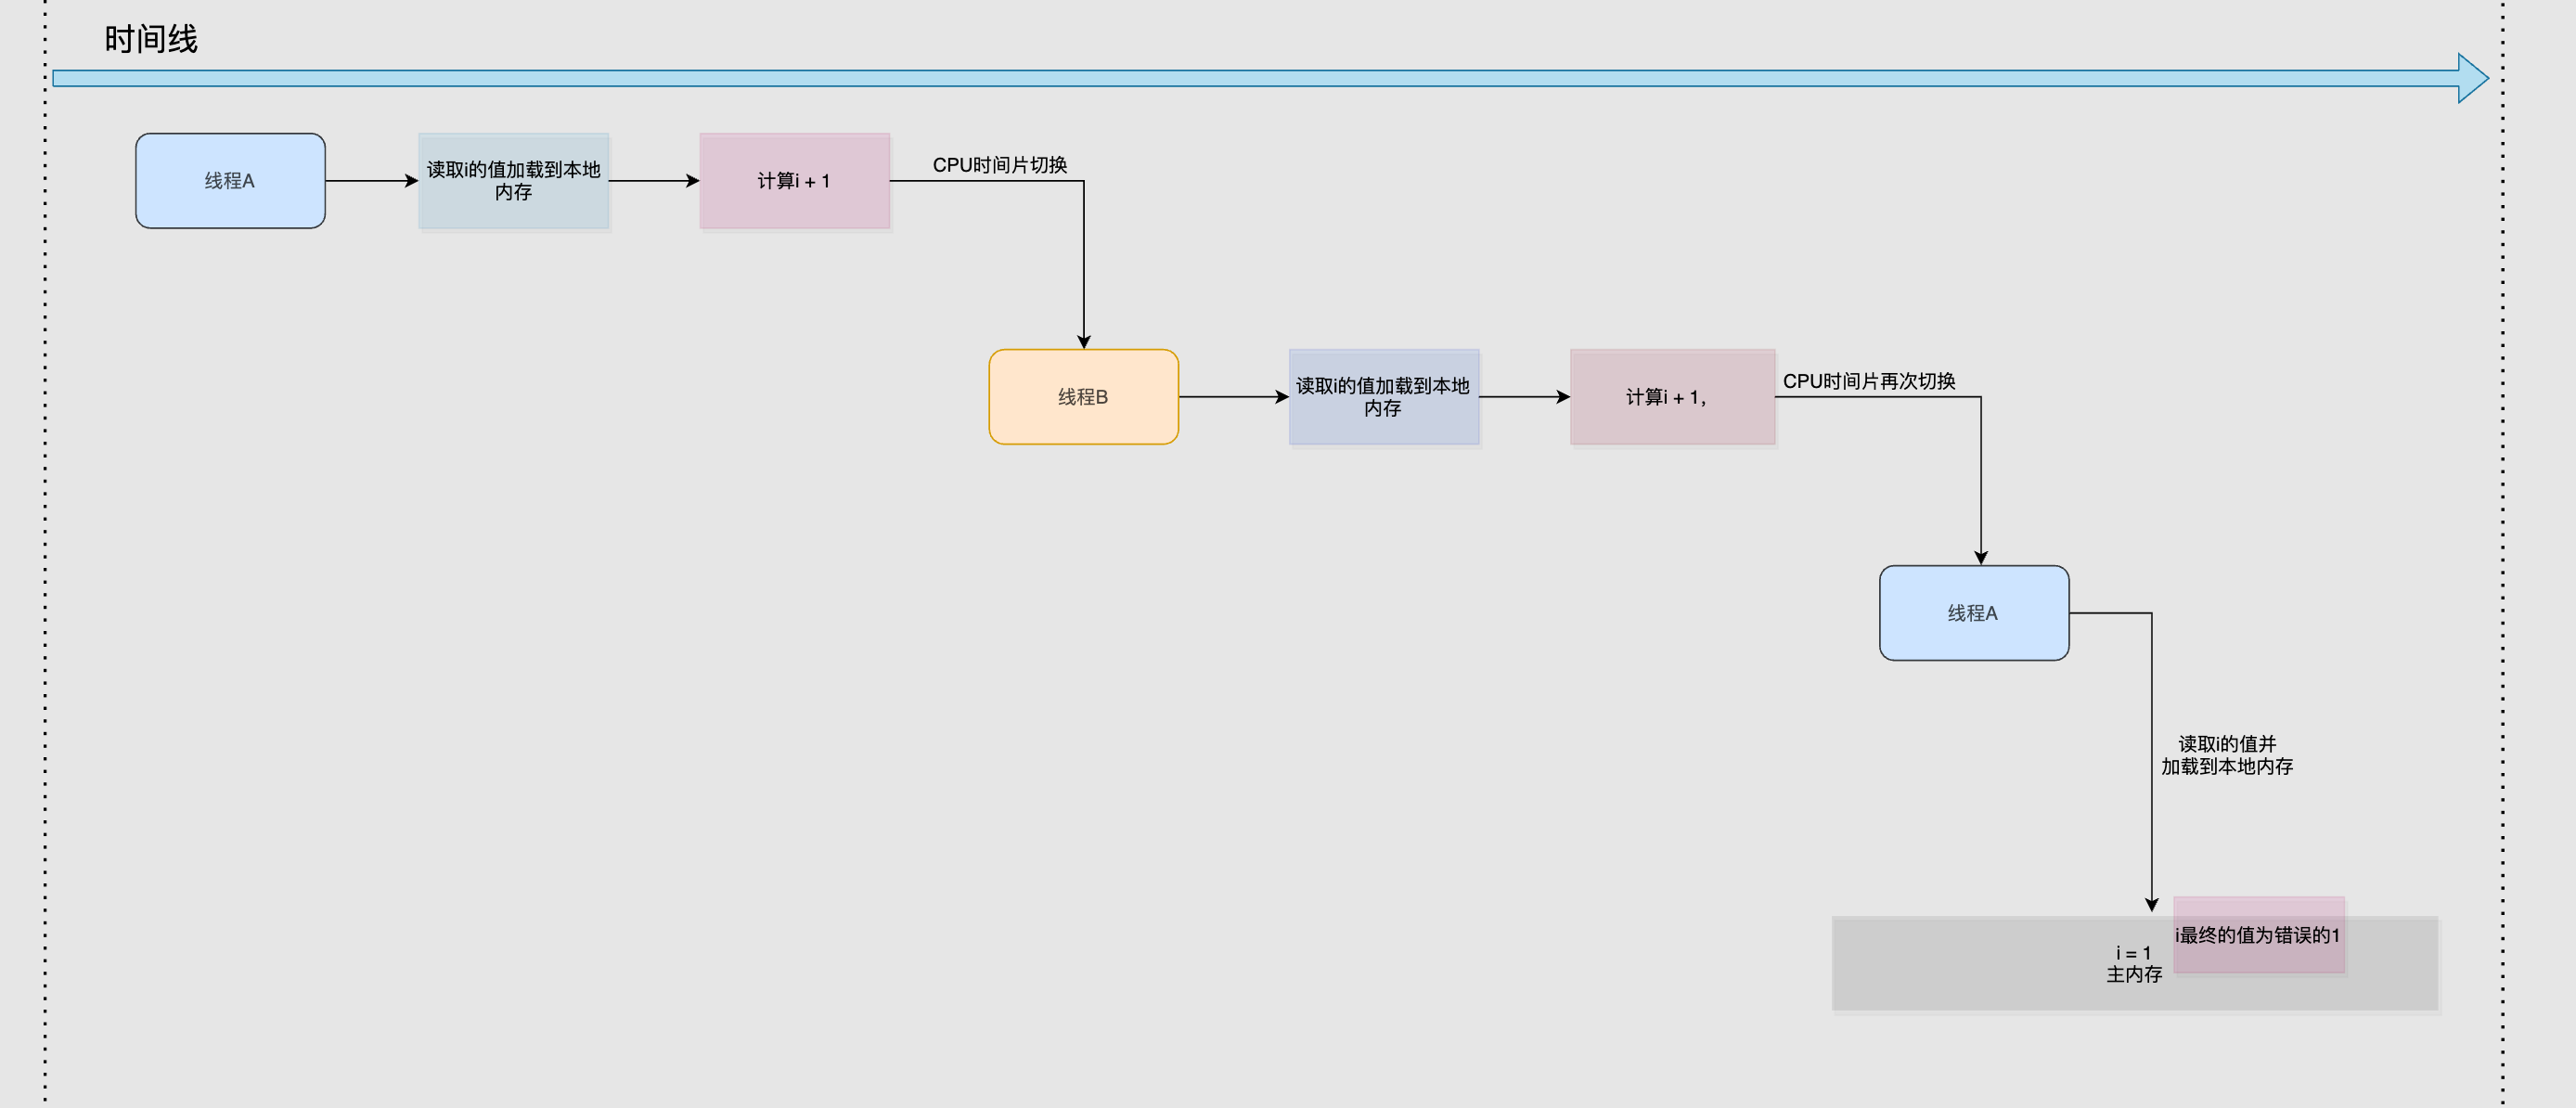 时间线
线程A
读取i的值加载到本地
内存
计算i + 1
CPU时间片切换
线程B
读取i的值加载到本地
内存
计算i + 1,
CPU时间片再次切换
线程A
读取i的值并
加载到本地内存
i最终的值为错误的1
i = 1
主内存